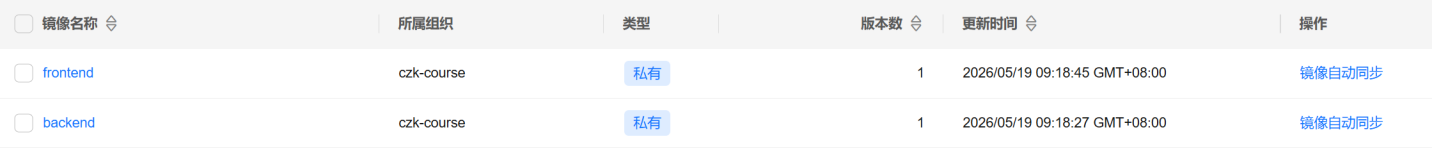 镜像名称 所属组织 类型 版本数 更新时间 操作
frontend czk-course 私有 1 2026/05/19 09:18:45 GMT+08:00 镜像自动同步
backend czk-course 私有 1 2026/05/19 09:18:27 GMT+08:00 镜像自动同步